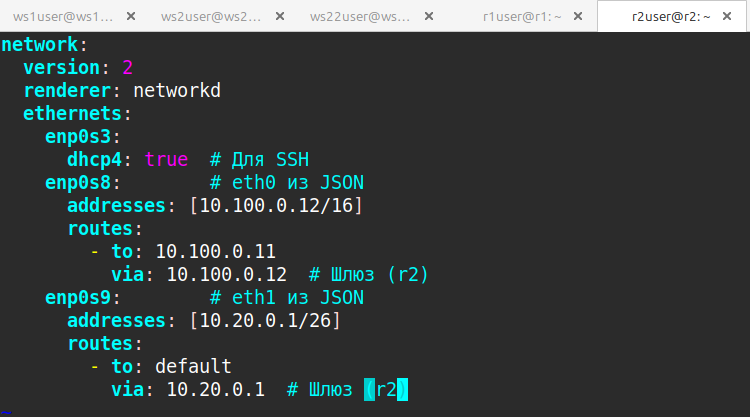 ws1user@ws1...
ws2user@ws2...
ws22user@ws...
r1user@r1: ~
r2user@r2: ~
network:
  version: 2
  renderer: networkd
  ethernets:
    enp0s3:
      dhcp4: true  # Для SSH
    enp0s8:        # eth0 из JSON
      addresses: [10.100.0.12/16]
      routes:
        - to: 10.100.0.11
          via: 10.100.0.12  # Шлюз (r2)
    enp0s9:        # eth1 из JSON
      addresses: [10.20.0.1/26]
      routes:
        - to: default
          via: 10.20.0.1  # Шлюз (r2)
~